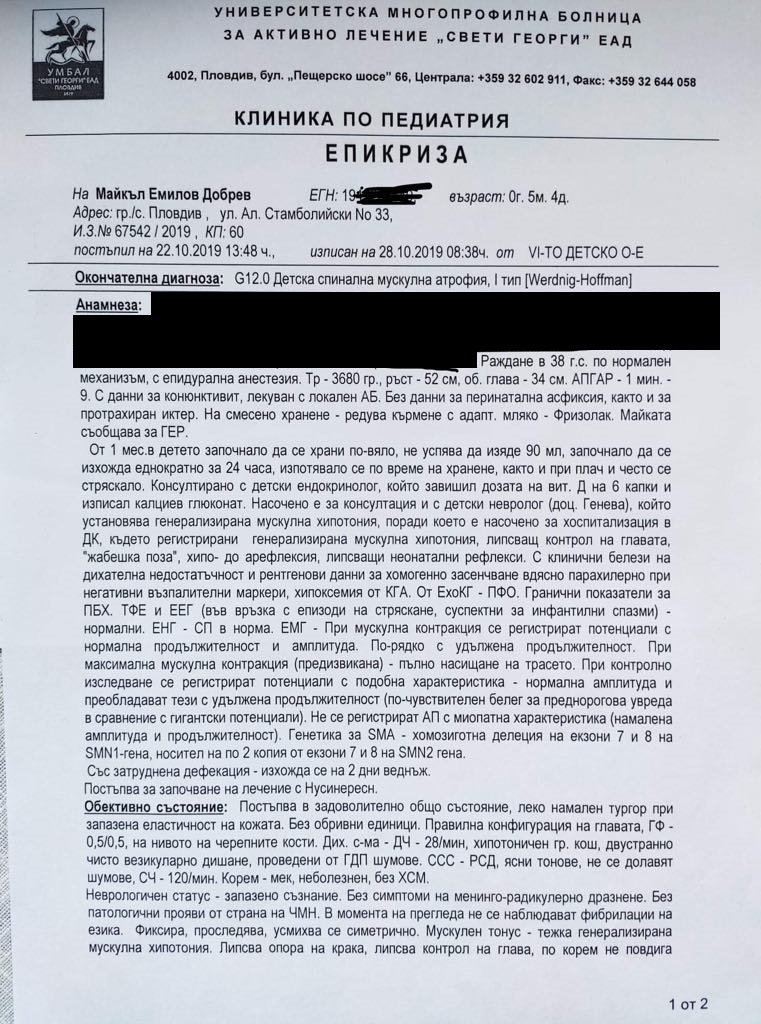 УНИВЕРСИТЕТСКА МНОГОПРОФИЛНА БОЛНИЦА
ЗА АКТИВНО ЛЕЧЕНИЕ „СВЕТИ ГЕОРГИ” ЕАД
УМБАЛ
"СВЕТИ ГЕОРГИ" ЕАД
ПЛОВДИВ
4002, Пловдив, бул. „Пещерско шосе” 66, Централа: +359 32 602 911, Факс: +359 32 644 058
КЛИНИКА ПО ПЕДИАТРИЯ
ЕПИКРИЗА
На Майкъл Емилов Добрев ЕГН: 19 възраст: 0г. 5м. 4д.
Адрес: гр./с. Пловдив , ул. Ал. Стамболийски No 33,
И.З.№ 67542 / 2019 , КП: 60
постъпил на 22.10.2019 13:48 ч., изписан на 28.10.2019 08:38ч. от VI-ТО ДЕТСКО О-Е
Окончателна диагноза: G12.0 Детска спинална мускулна атрофия, I тип [Werdnig-Hoffman]
Анамнеза:
Раждане в 38 г.с. по нормален
механизъм, с епидурална анестезия. Тр - 3680 гр., ръст - 52 см, об. глава - 34 см. АПГАР - 1 мин. -
9. С данни за конюнктивит, лекуван с локален АБ. Без данни за перинатална асфиксия, както и за
протрахиран иктер. На смесено хранене - редува кърмене с адапт. мляко - Фризолак. Майката
съобщава за ГЕР.
От 1 мес.в детето започнало да се храни по-вяло, не успява да изяде 90 мл, започнало да се
изхожда еднократно за 24 часа, изпотявало се по време на хранене, както и при плач и често се
стряскало. Консултирано с детски ендокринолог, който завишил дозата на вит. Д на 6 капки и
изписал калциев глюконат. Насочено е за консултация и с детски невролог (доц. Генева), който
установява генерализирана мускулна хипотония, поради което е насочено за хоспитализация в
ДК, където регистрирани генерализирана мускулна хипотония, липсващ контрол на главата,
"жабешка поза", хипо- до арефлексия, липсващи неонатални рефлекси. С клинични белези на
дихателна недостатъчност и рентгенови данни за хомогенно засенчване вдясно парахилерно при
негативни възпалителни маркери, хипоксемия от КГА. От ЕхоКГ - ПФО. Гранични показатели за
ПБХ. ТФЕ и ЕЕГ (във връзка с епизоди на стряскане, суспектни за инфантилни спазми) -
нормални. ЕНГ - СП в норма. ЕМГ - При мускулна контракция се регистрират потенциали с
нормална продължителност и амплитуда. По-рядко с удължена продължителност. При
максимална мускулна контракция (предизвикана) - пълно насищане на трасето. При контролно
изследване се регистрират потенциали с подобна характеристика - нормална амплитуда и
преобладават тези с удължена продължителност (по-чувствителен белег за преднорогова увреда
в сравнение с гигантски потенциали). Не се регистрират АП с миопатна характеристика (намалена
амплитуда и продължителност). Генетика за SMA - хомозиготна делеция на екзони 7 и 8 на
SMN1-гена, носител на по 2 копия от екзони 7 и 8 на SMN2 гена.
Със затруднена дефекация - изхожда се на 2 дни веднъж.
Постъпва за започване на лечение с Нусинересн.
Обективно състояние: Постъпва в задоволително общо състояние, леко намален тургор при
запазена еластичност на кожата. Без обривни единици. Правилна конфигурация на главата, ГФ -
0,5/0,5, на нивото на черепните кости. Дих. с-ма - ДЧ - 28/мин, хипотоничен гр. кош, двустранно
чисто везикуларно дишане, проведени от ГДП шумове. ССС - РСД, ясни тонове, не се долавят
шумове, СЧ - 120/мин. Корем - мек, неболезнен, без ХСМ.
Неврологичен статус - запазено съзнание. Без симптоми на менинго-радикулерно дразнене. Без
патологични прояви от страна на ЧМН. В момента на прегледа не се наблюдават фибрилации на
езика. Фиксира, проследява, усмихва се симетрично. Мускулен тонус - тежка генерализирана
мускулна хипотония. Липсва опора на крака, липсва контрол на глава, по корем не повдига
1 от 2